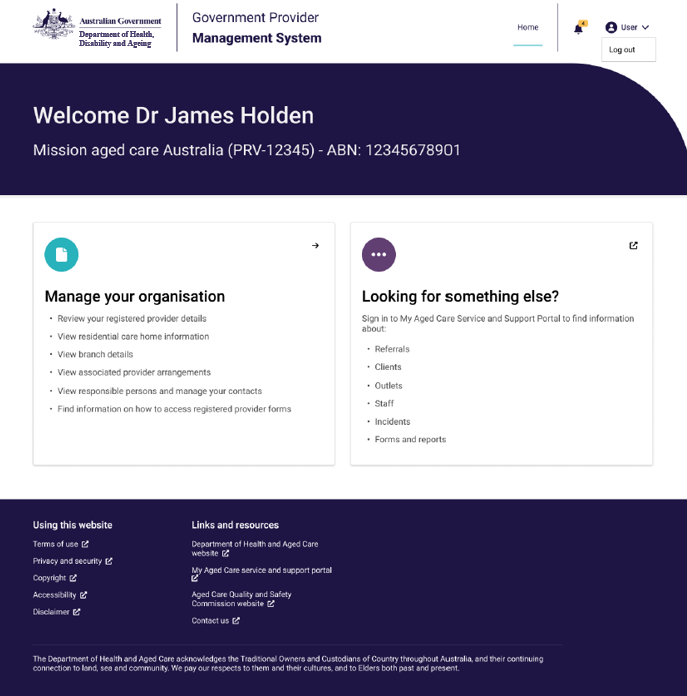 Australian Government
Department of Health,
Disability and Ageing
Government Provider
Management System
Home
4
User
Log out
Welcome Dr James Holden
Mission aged care Australia (PRV-12345) - ABN: 12345678901
Manage your organisation
• Review your registered provider details
• View residential care home information
• View branch details
• View associated provider arrangements
• View responsible persons and manage your contacts
• Find information on how to access registered provider forms
Looking for something else?
Sign in to My Aged Care Service and Support Portal to find information
about:
• Referrals
• Clients
• Outlets
• Staff
• Incidents
• Forms and reports
Using this website
Terms of use
Privacy and security
Copyright
Accessibility
Disclaimer
Links and resources
Department of Health and Aged Care
website
My Aged Care service and support portal
Aged Care Quality and Safety
Commission website
Contact us
The Department of Health and Aged Care acknowledges the Traditional Owners and Custodians of Country throughout Australia, and their continuing
connection to land, sea and community. We pay our respects to them and their cultures, and to Elders both past and present.